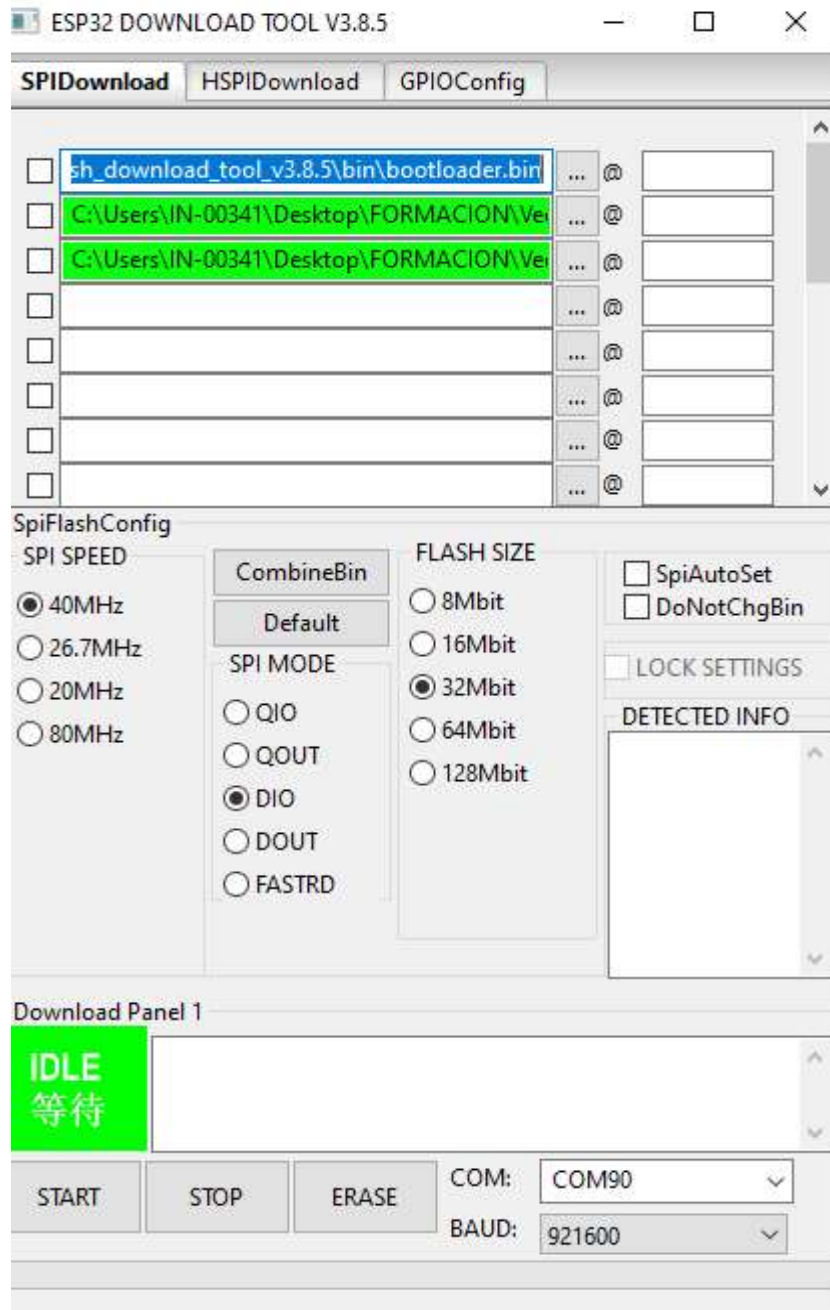 ESP32 DOWNLOAD TOOL V3.8.5
SPIDownload HSPIDownload GPIOConfig
sh_download_tool_v3.8.5\bin\bootloader.bin ... @
C:\Users\IN-00341\Desktop\FORMACION\Ve ... @
C:\Users\IN-00341\Desktop\FORMACION\Ve ... @
... @
... @
... @
... @
... @
SpiFlashConfig
SPI SPEED
40MHz
26.7MHz
20MHz
80MHz
CombineBin
Default
SPI MODE
QIO
QOUT
DIO
DOUT
FASTRD
FLASH SIZE
8Mbit
16Mbit
32Mbit
64Mbit
128Mbit
SpiAutoSet
DoNotChgBin
LOCK SETTINGS
DETECTED INFO
Download Panel 1
IDLE
等待
START STOP ERASE
COM: COM90
BAUD: 921600